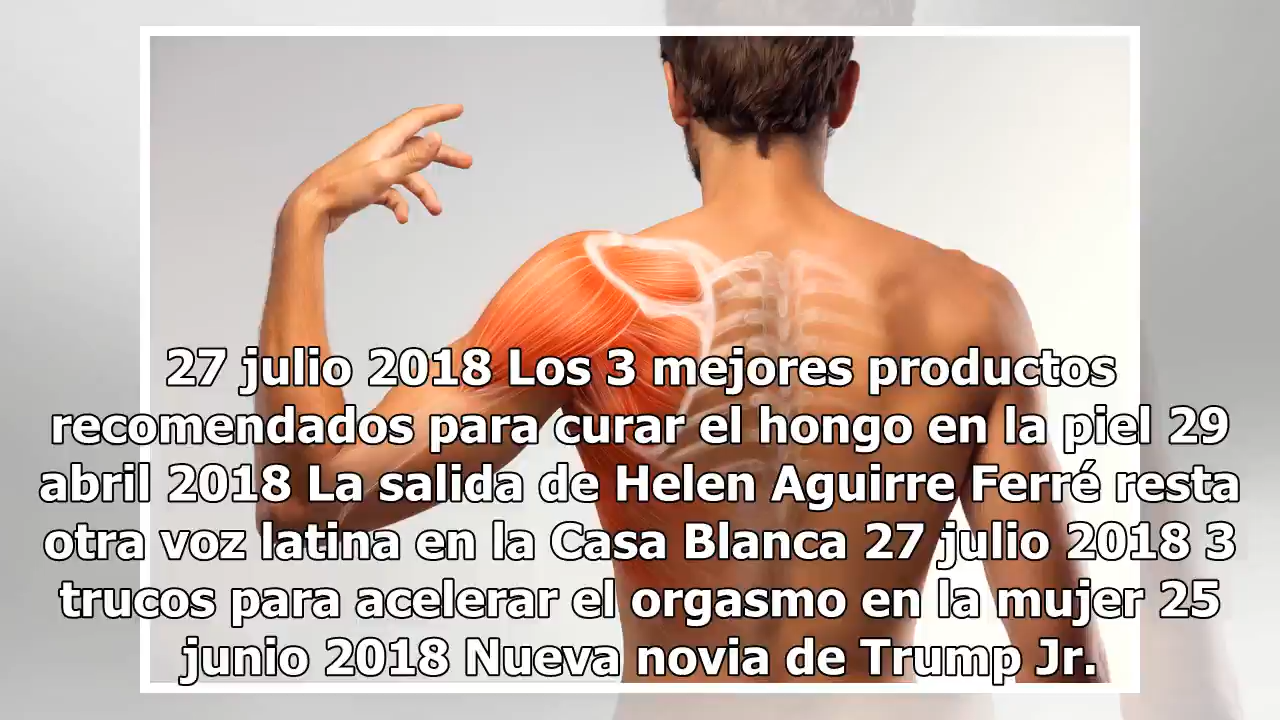 27 julio 2018 Los 3 mejores productos
recomendados para curar el hongo en la piel 29
abril 2018 La salida de Helen Aguirre Ferré resta
otra voz latina en la Casa Blanca 27 julio 2018 3
trucos para acelerar el orgasmo en la mujer 25
junio 2018 Nueva novia de Trump Jr.